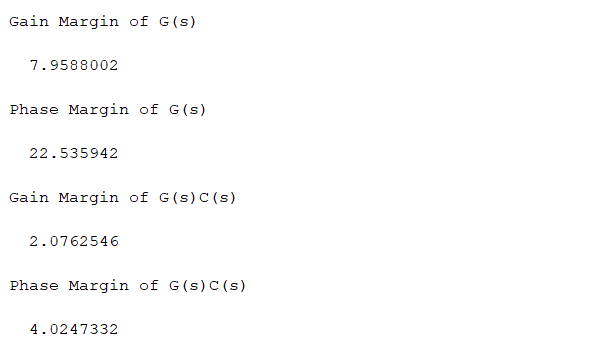 Gain Margin of G(s)
7.9588002
Phase Margin of G(s)
22.535942
Gain Margin of G(s)C(s)
2.0762546
Phase Margin of G(s)C(s)
4.0247332